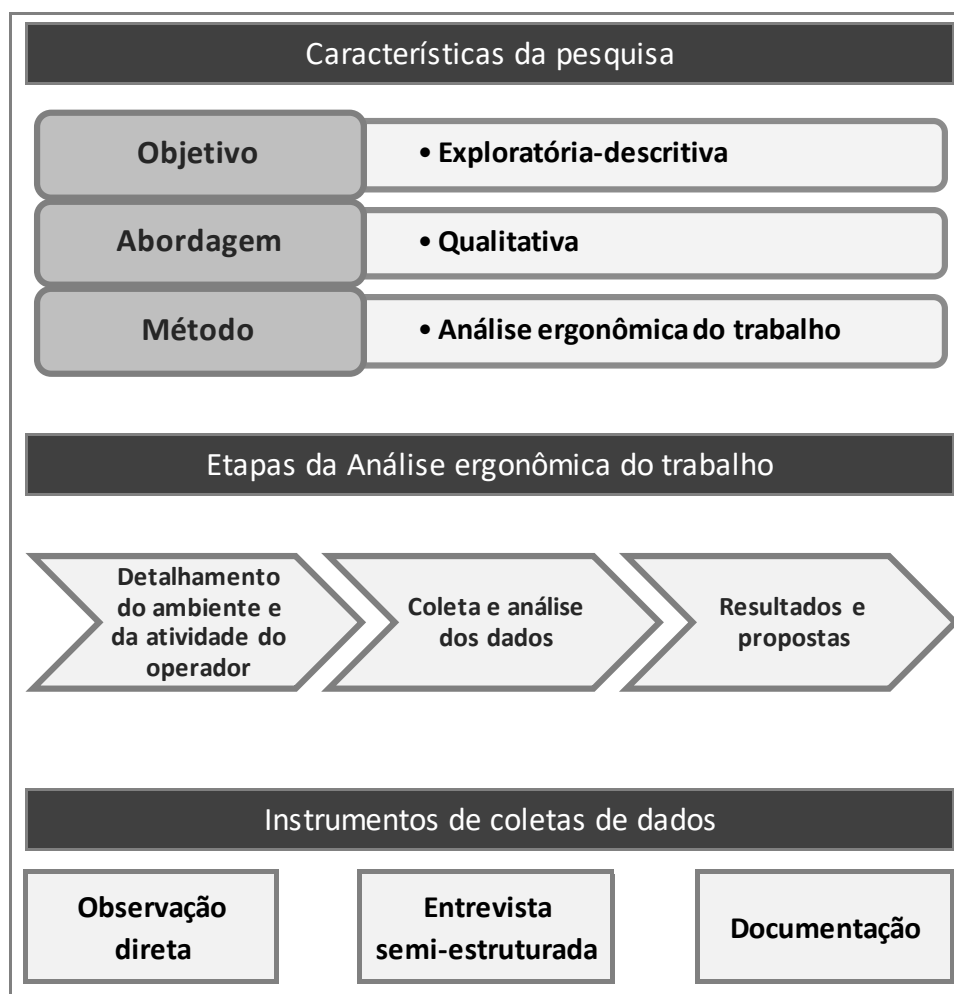 Características da pesquisa
Objetivo
• Exploratória-descritiva
Abordagem
• Qualitativa
Método
• Análise ergonômica do trabalho
Etapas da Análise ergonômica do trabalho
Detalhamento
do ambiente e
da atividade do
operador
Coleta e análise
dos dados
Resultados e
propostas
Instrumentos de coletas de dados
Observação
direta
Entrevista
semi-estruturada
Documentação